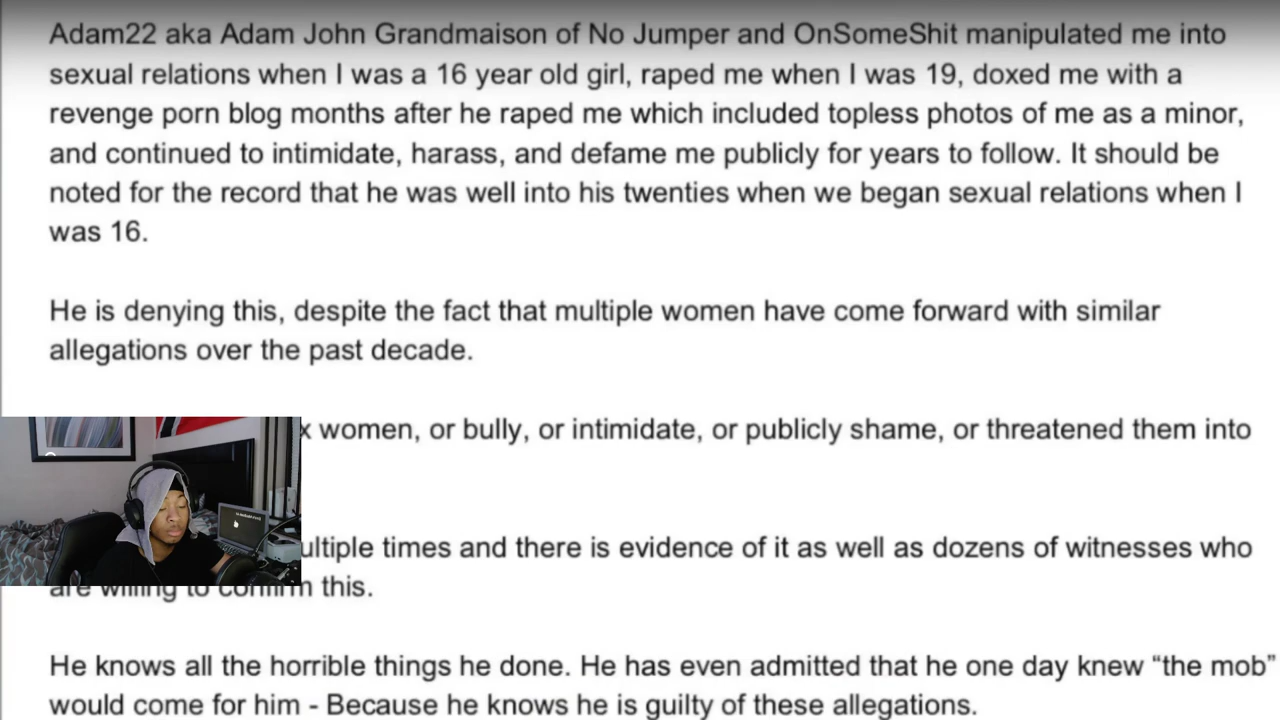 Adam22 aka Adam John Grandmaison of No Jumper and OnSomeShit manipulated me into
sexual relations when I was a 16 year old girl, raped me when I was 19, doxed me with a
revenge porn blog months after he raped me which included topless photos of me as a minor,
and continued to intimidate, harass, and defame me publicly for years to follow. It should be
noted for the record that he was well into his twenties when we began sexual relations when I
was 16.
He is denying this, despite the fact that multiple women have come forward with similar
allegations over the past decade.
x women, or bully, or intimidate, or publicly shame, or threatened them into
ultiple times and there is evidence of it as well as dozens of witnesses who
are willing to confirm this.
He knows all the horrible things he done. He has even admitted that he one day knew “the mob”
would come for him - Because he knows he is guilty of these allegations.